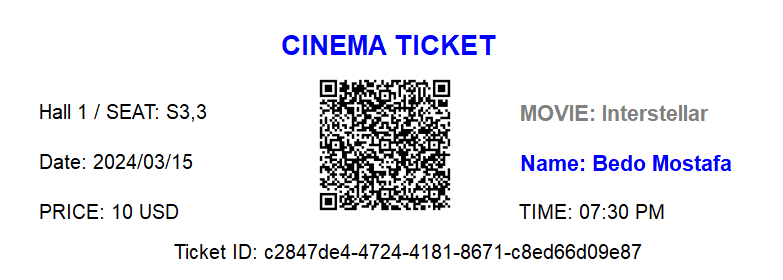 CINEMA TICKET
Hall 1 / SEAT: S3,3
MOVIE: Interstellar
Date: 2024/03/15
Name: Bedo Mostafa
PRICE: 10 USD
TIME: 07:30 PM
Ticket ID: c2847de4-4724-4181-8671-c8ed66d09e87